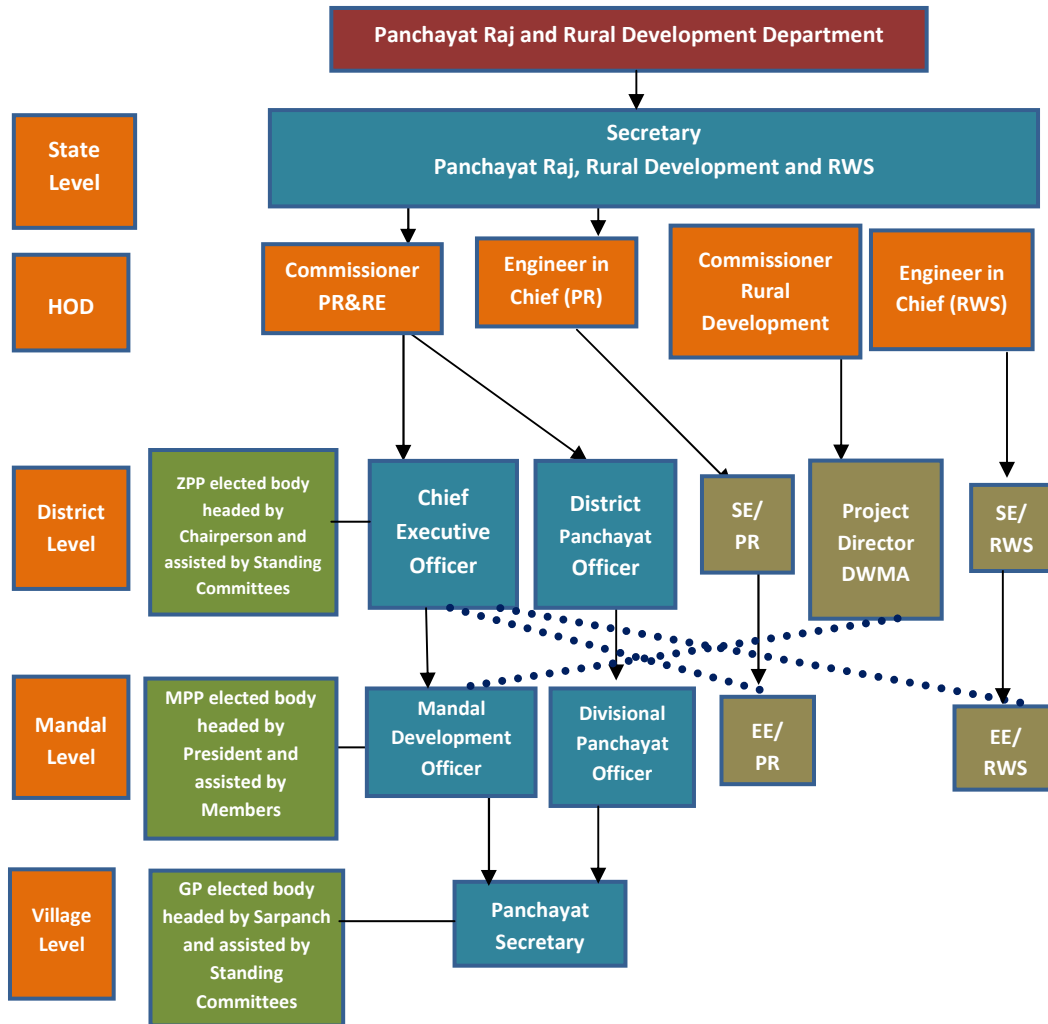 Panchayat Raj and Rural Development Department
State
Level
Secretary
Panchayat Raj, Rural Development and RWS
HOD
Commissioner
PR&RE
Engineer in
Chief (PR)
Commissioner
Rural
Development
Engineer in
Chief (RWS)
District
Level
ZPP elected body
headed by
Chairperson and
assisted by Standing
Committees
Chief
Executive
Officer
District
Panchayat
Officer
SE/
PR
Project
Director
DWMA
SE/
RWS
Mandal
Level
MPP elected body
headed by
President and
assisted by
Members
Mandal
Development
Officer
Divisional
Panchayat
Officer
EE/
PR
EE/
RWS
Village
Level
GP elected body
headed by Sarpanch
and assisted by
Standing
Committees
Panchayat
Secretary